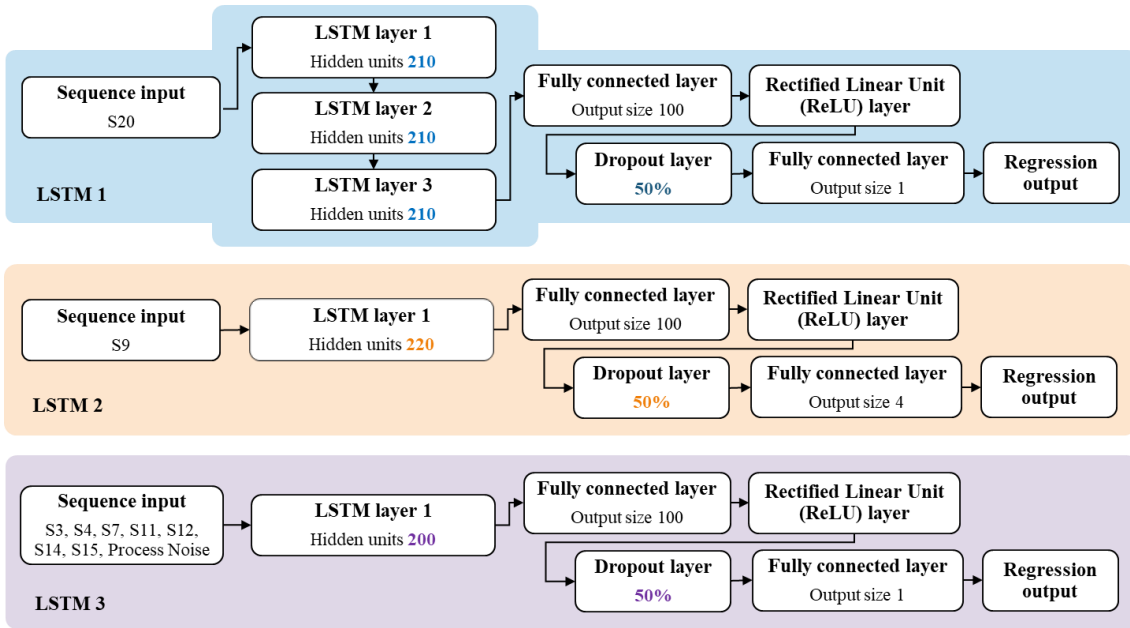 LSTM layer 1
Hidden units 210
Sequence input
S20
LSTM layer 2
Hidden units 210
LSTM layer 3
Hidden units 210
Fully connected layer
Output size 100
Rectified Linear Unit
(ReLU) layer
Dropout layer
50%
Fully connected layer
Output size 1
Regression
output
LSTM 1
Sequence input
S9
LSTM layer 1
Hidden units 220
Fully connected layer
Output size 100
Rectified Linear Unit
(ReLU) layer
Dropout layer
50%
Fully connected layer
Output size 4
Regression
output
LSTM 2
Sequence input
S3, S4, S7, S11, S12,
S14, S15, Process Noise
LSTM layer 1
Hidden units 200
Fully connected layer
Output size 100
Rectified Linear Unit
(ReLU) layer
Dropout layer
50%
Fully connected layer
Output size 1
Regression
output
LSTM 3